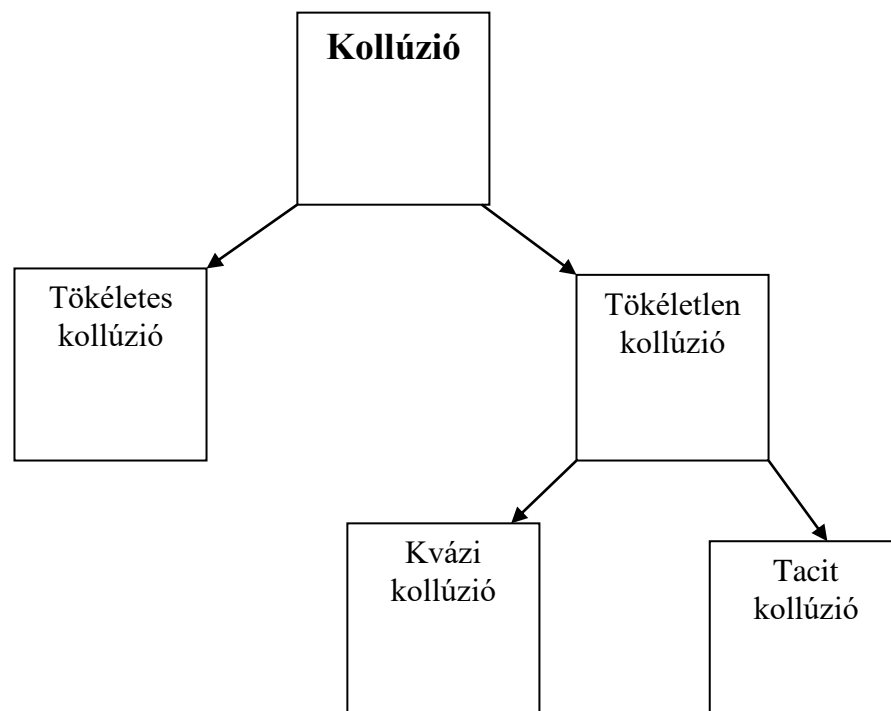 Kollúzió
Tökéletes
kollúzió
Tökéletlen
kollúzió
Kvázi
kollúzió
Tacit
kollúzió